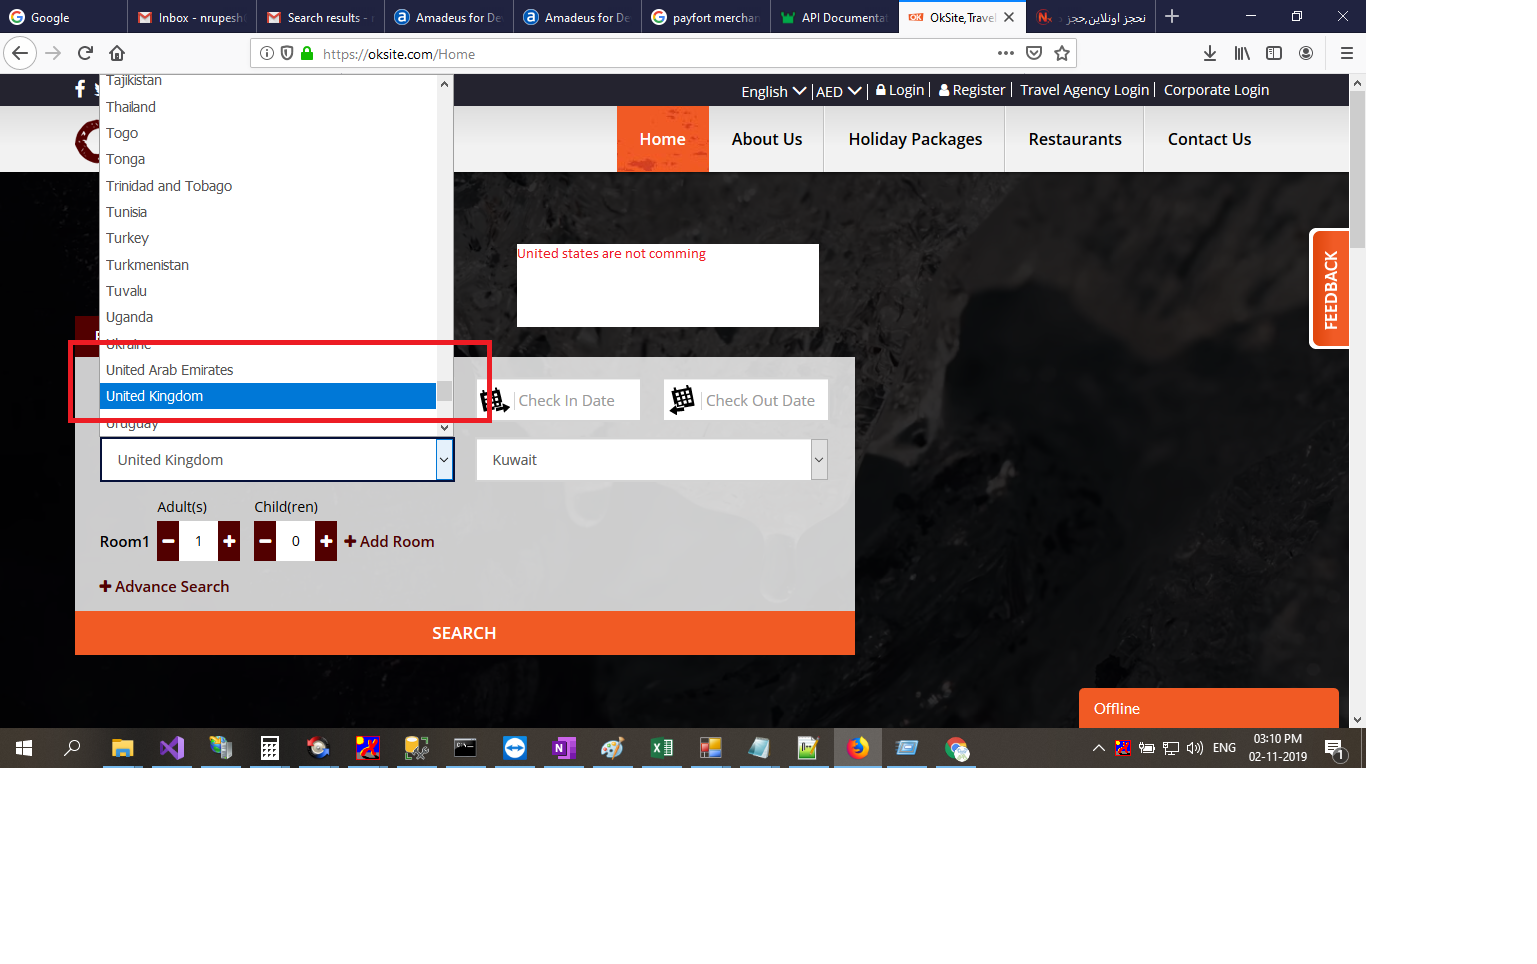 Google
Inbox - nrupesh
Search results -
Amadeus for De
Amadeus for De
payfort merchan
API Documentat
OkSite,Travel
نحجز اونلاين,حجز
https://oksite.com/Home
English | AED | Login | Register | Travel Agency Login | Corporate Login
Home
About Us
Holiday Packages
Restaurants
Contact Us
Tajikistan
Thailand
Togo
Tonga
Trinidad and Tobago
Tunisia
Turkey
Turkmenistan
Tuvalu
Uganda
Ukraine
United Arab Emirates
United Kingdom
Uruguay
United states are not comming
FEEDBACK
Check In Date
Check Out Date
United Kingdom
Kuwait
Adult(s) Child(ren)
Room1 1 0 Add Room
Advance Search
SEARCH
Offline
ENG
03:10 PM
02-11-2019
1